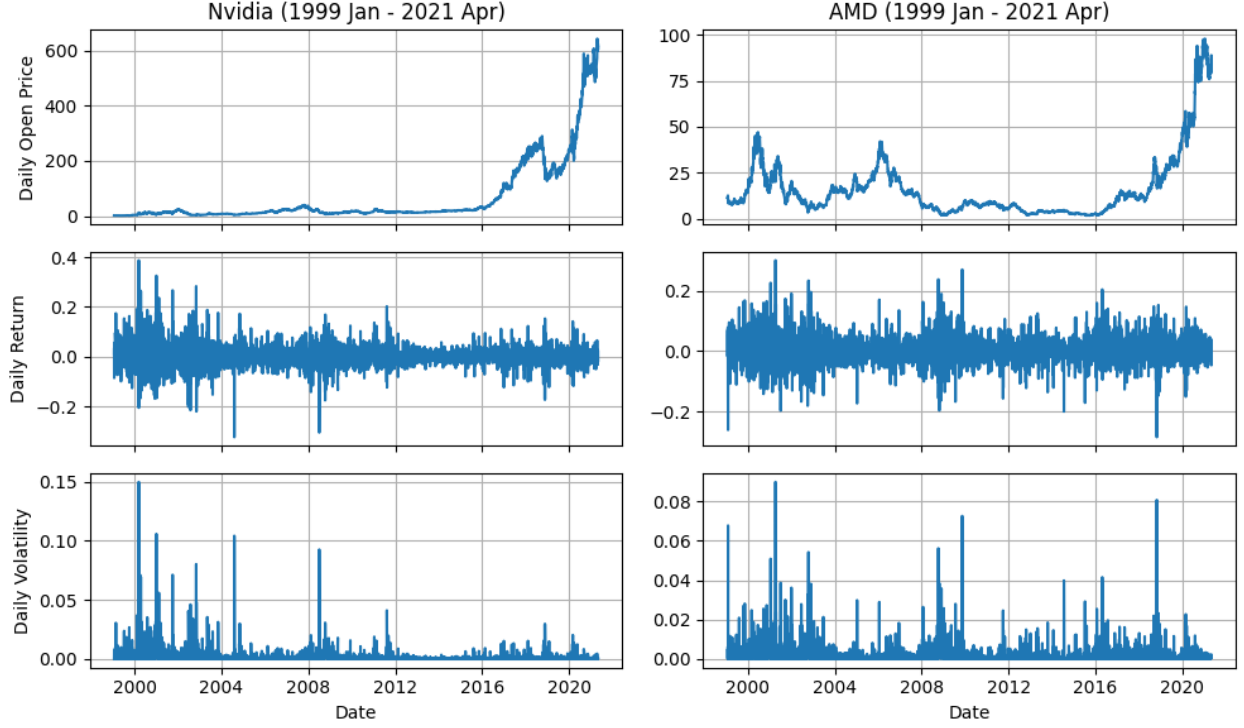 Nvidia (1999 Jan - 2021 Apr)
AMD (1999 Jan - 2021 Apr)
Daily Open Price
600
400
200
0
100
75
50
25
0
Daily Return
0.4
0.2
0.0
−0.2
0.2
0.0
−0.2
Daily Volatility
0.15
0.10
0.05
0.00
0.08
0.06
0.04
0.02
0.00
2000 2004 2008 2012 2016 2020
Date
2000 2004 2008 2012 2016 2020
Date